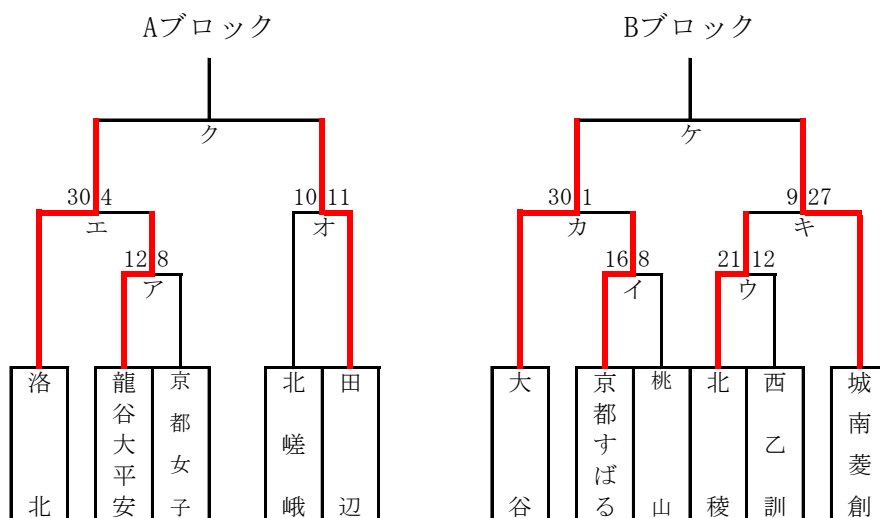 Aブロック Bブロック
ク ケ
30 4 10 11 30 1 9 27
エ オ カ キ
12 8 16 8 21 12
ア イ ウ
洛北
龍谷大平安
京都女子
北嵯峨
田辺
大谷
京都すばる
桃山
北稜
西乙訓
城南菱創